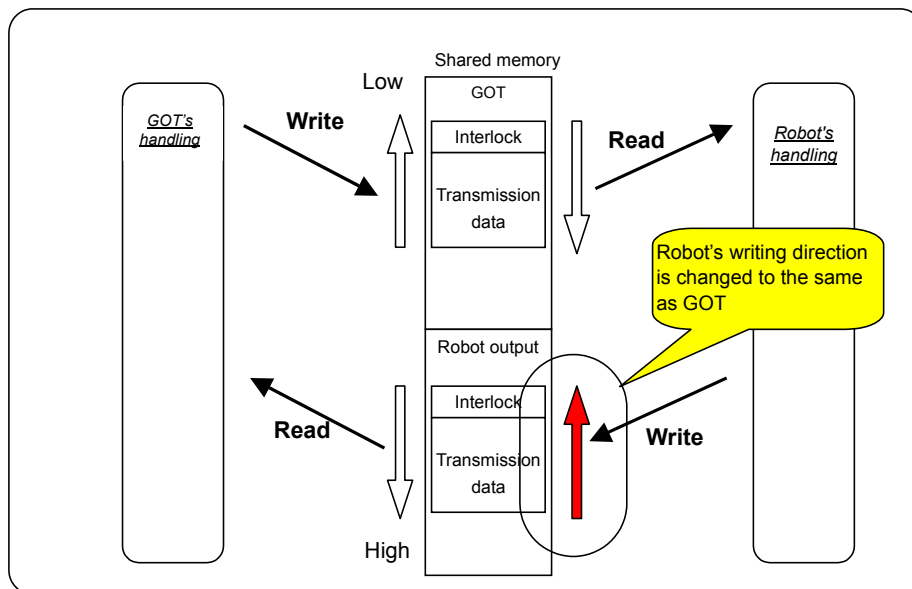 Shared memory
Low
GOT
GOT's
handling
Write
Interlock
Read
Robot's
handling
Transmission
data
Robot's writing direction
is changed to the same
as GOT
Robot output
Interlock
Read
Write
Transmission
data
High